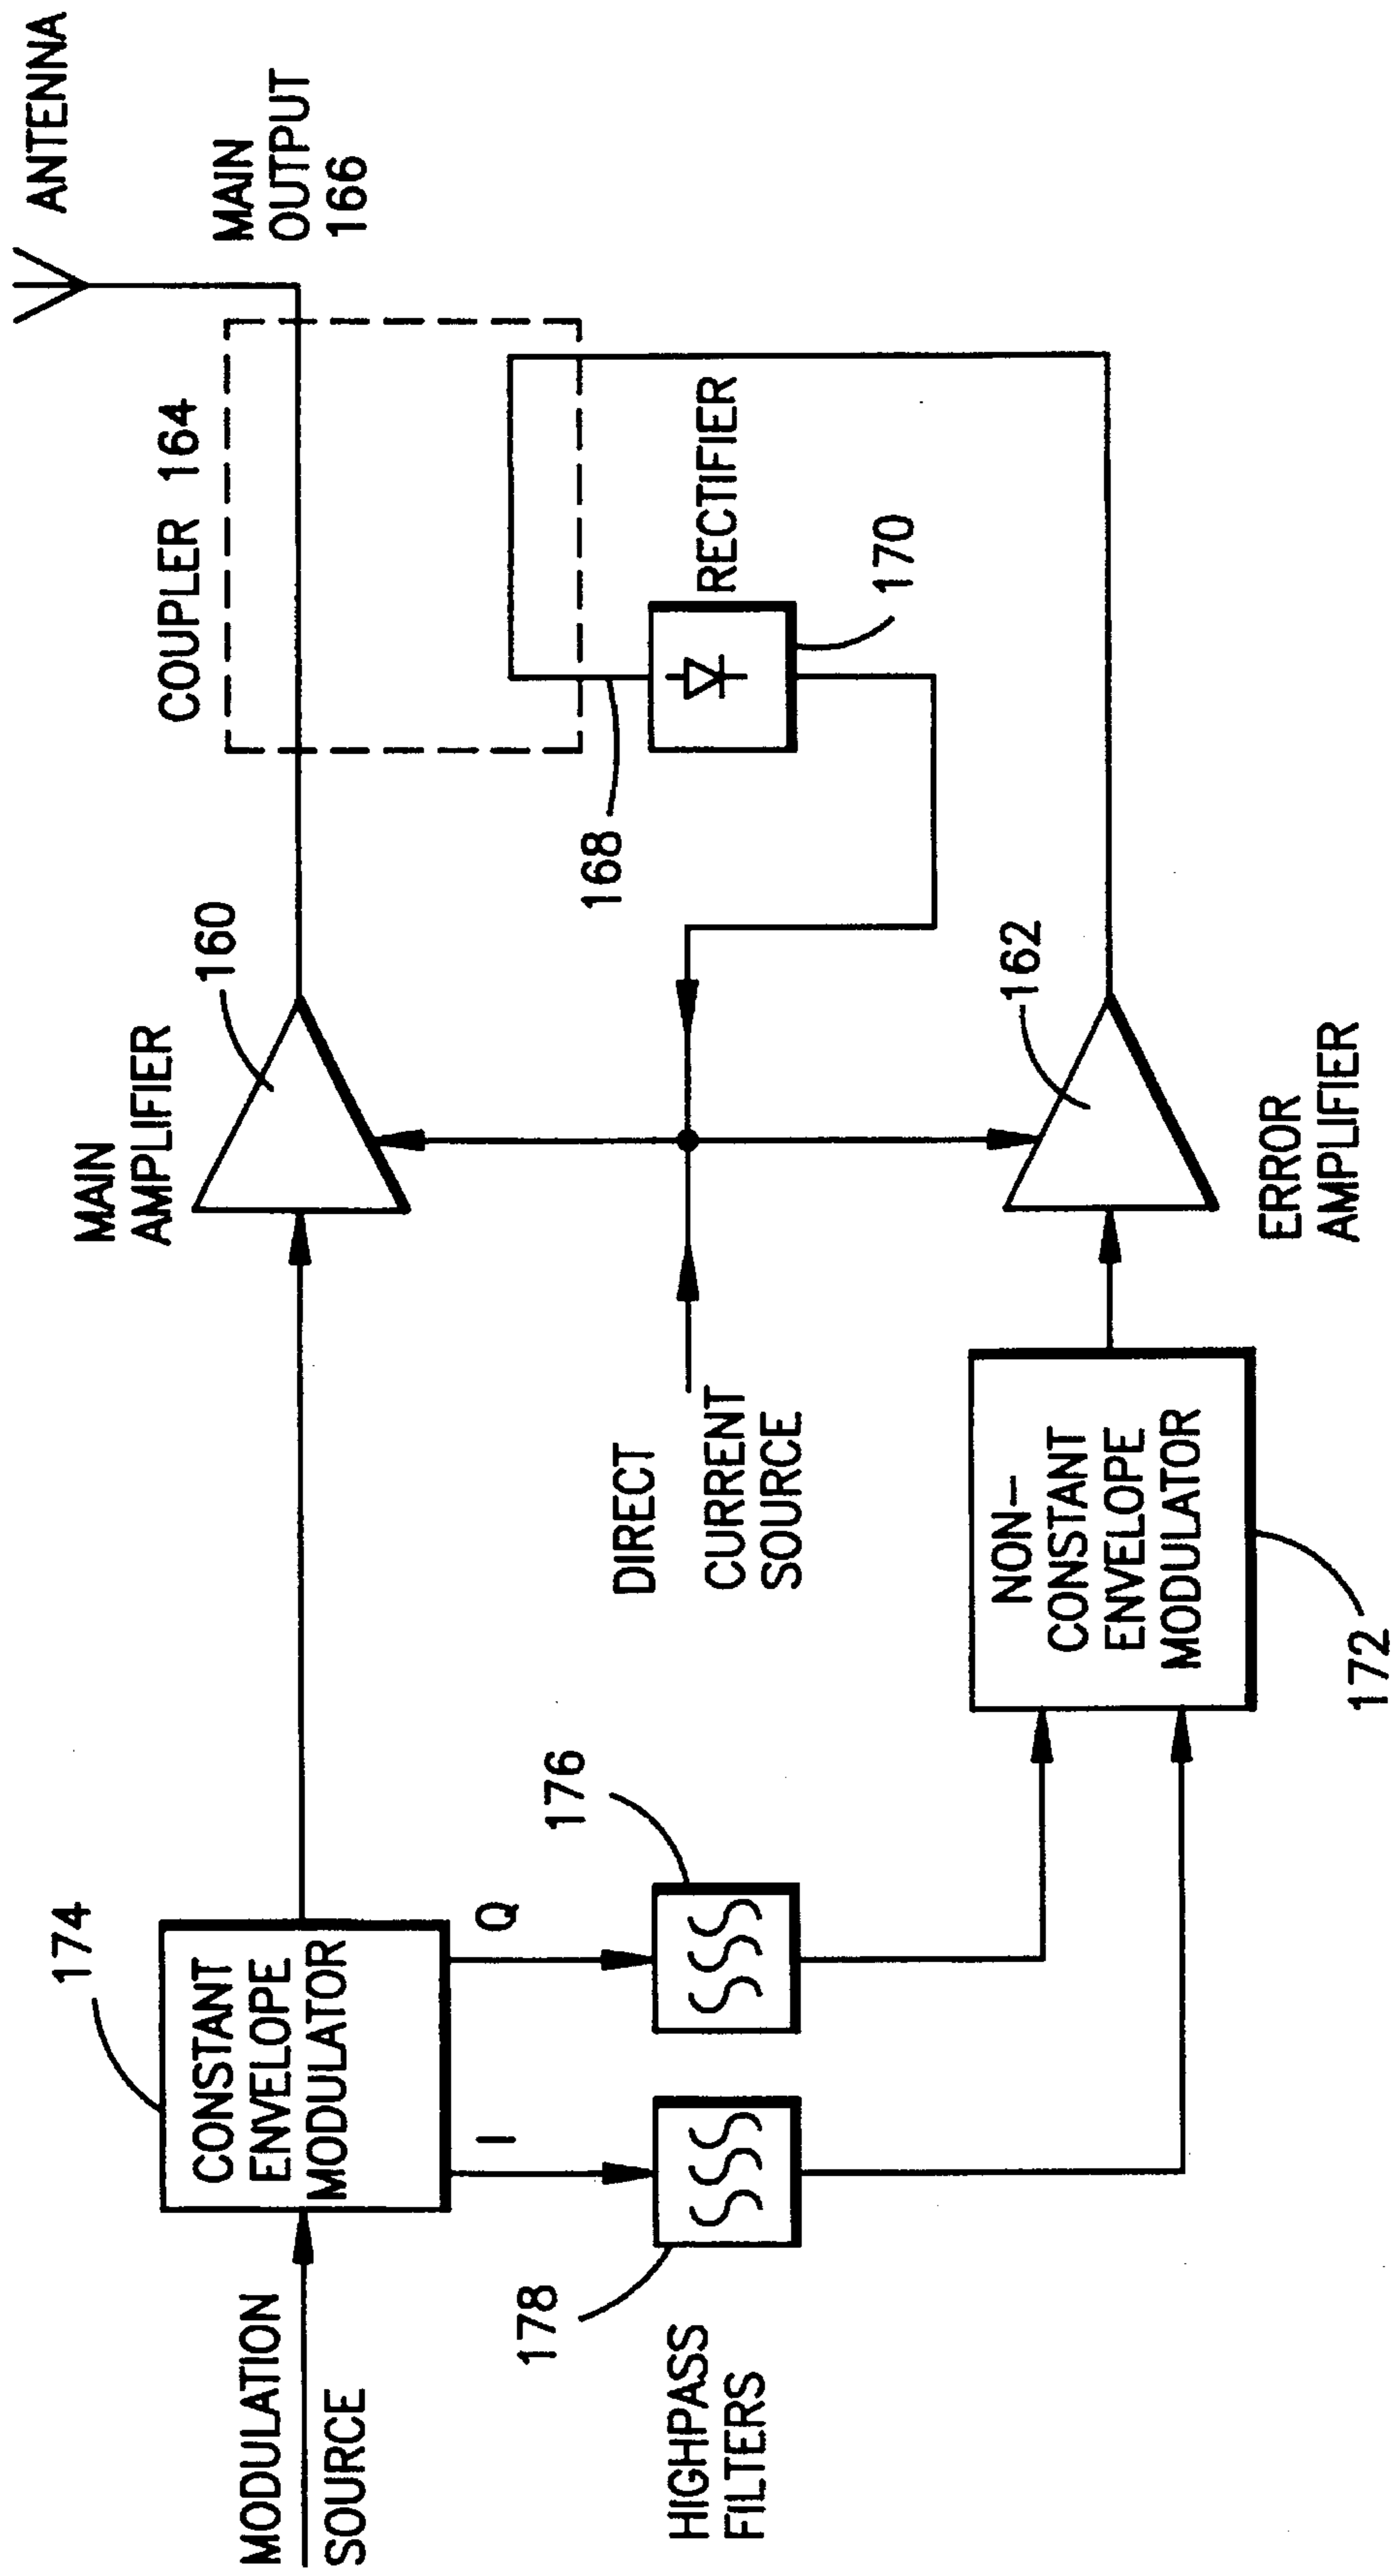 ANTENNA
MAIN
OUTPUT
166
COUPLER 164
RECTIFIER
170
168
MAIN
AMPLIFIER
160
162
ERROR
AMPLIFIER
DIRECT
CURRENT
SOURCE
NON-
CONSTANT
ENVELOPE
MODULATOR
172
174
CONSTANT
ENVELOPE
MODULATOR
Q
I
176
178
HIGHPASS
FILTERS
MODULATION
SOURCE